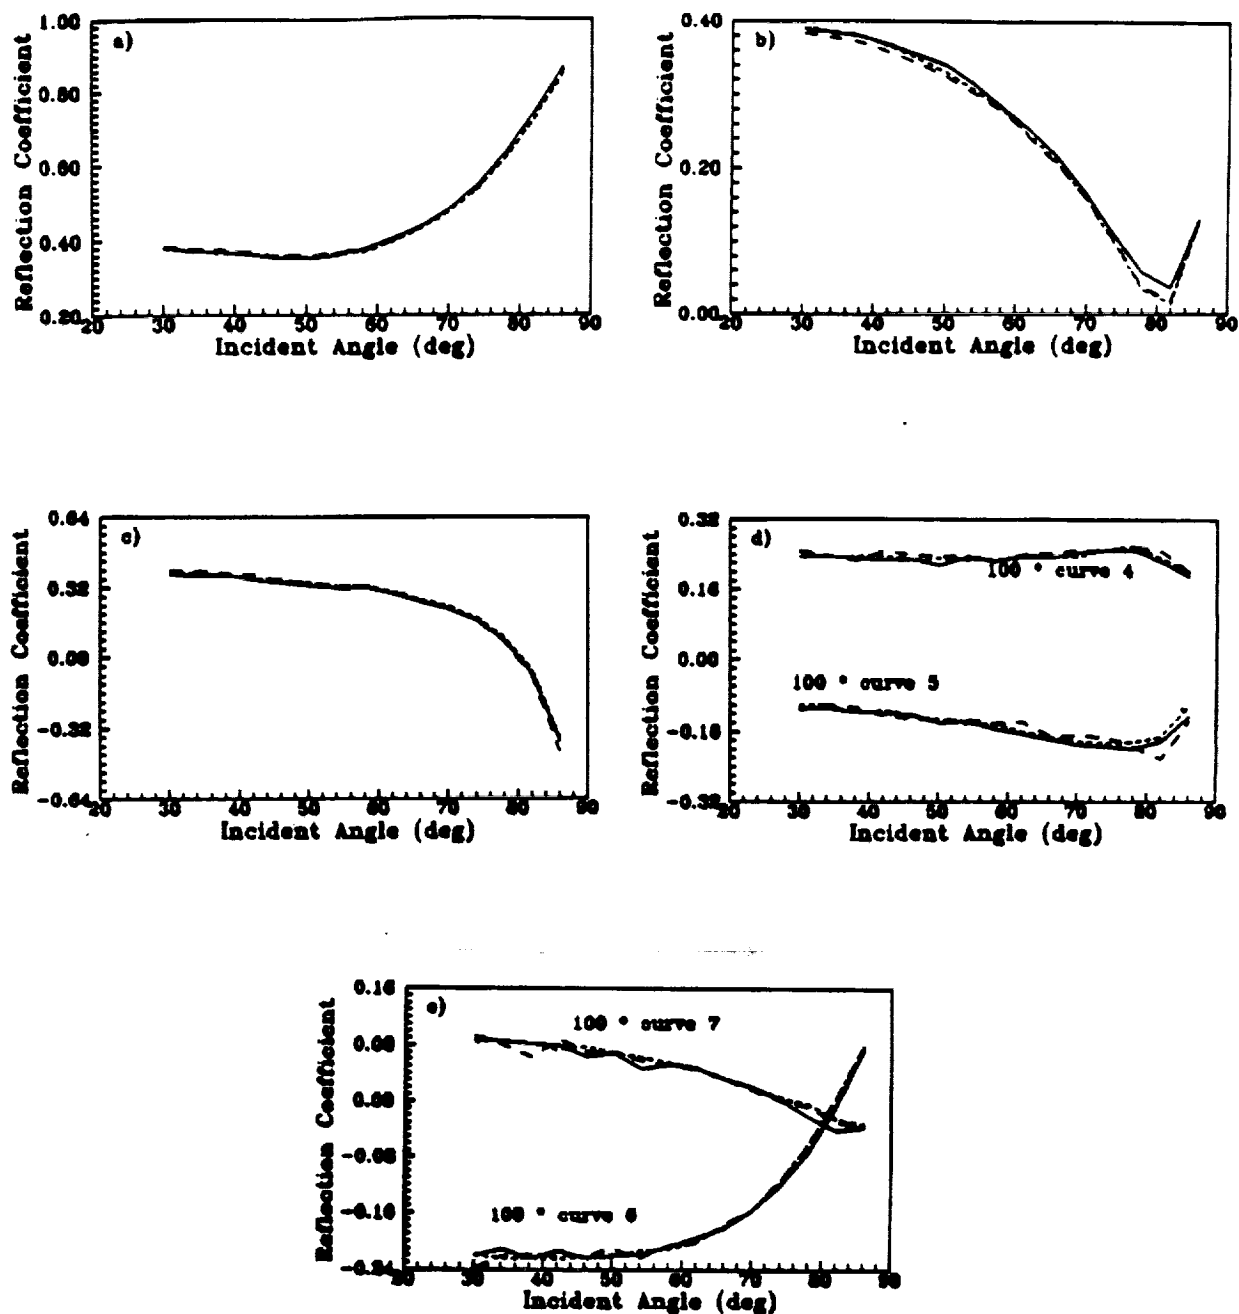 a)
Reflection Coefficient
1.00
0.80
0.60
0.40
0.20
20 30 40 50 60 70 80 90
Incident Angle (deg)
b)
Reflection Coefficient
0.40
0.20
0.00
20 30 40 50 60 70 80 90
Incident Angle (deg)
c)
Reflection Coefficient
0.64
0.32
0.00
-0.32
-0.64
20 30 40 50 60 70 80 90
Incident Angle (deg)
d)
Reflection Coefficient
0.32
0.16
0.00
-0.16
-0.32
100 * curve 4
100 * curve 5
20 30 40 50 60 70 80 90
Incident Angle (deg)
e)
Reflection Coefficient
0.16
0.08
0.00
-0.08
-0.16
-0.24
100 * curve 7
100 * curve 6
20 30 40 50 60 70 80 90
Incident Angle (deg)